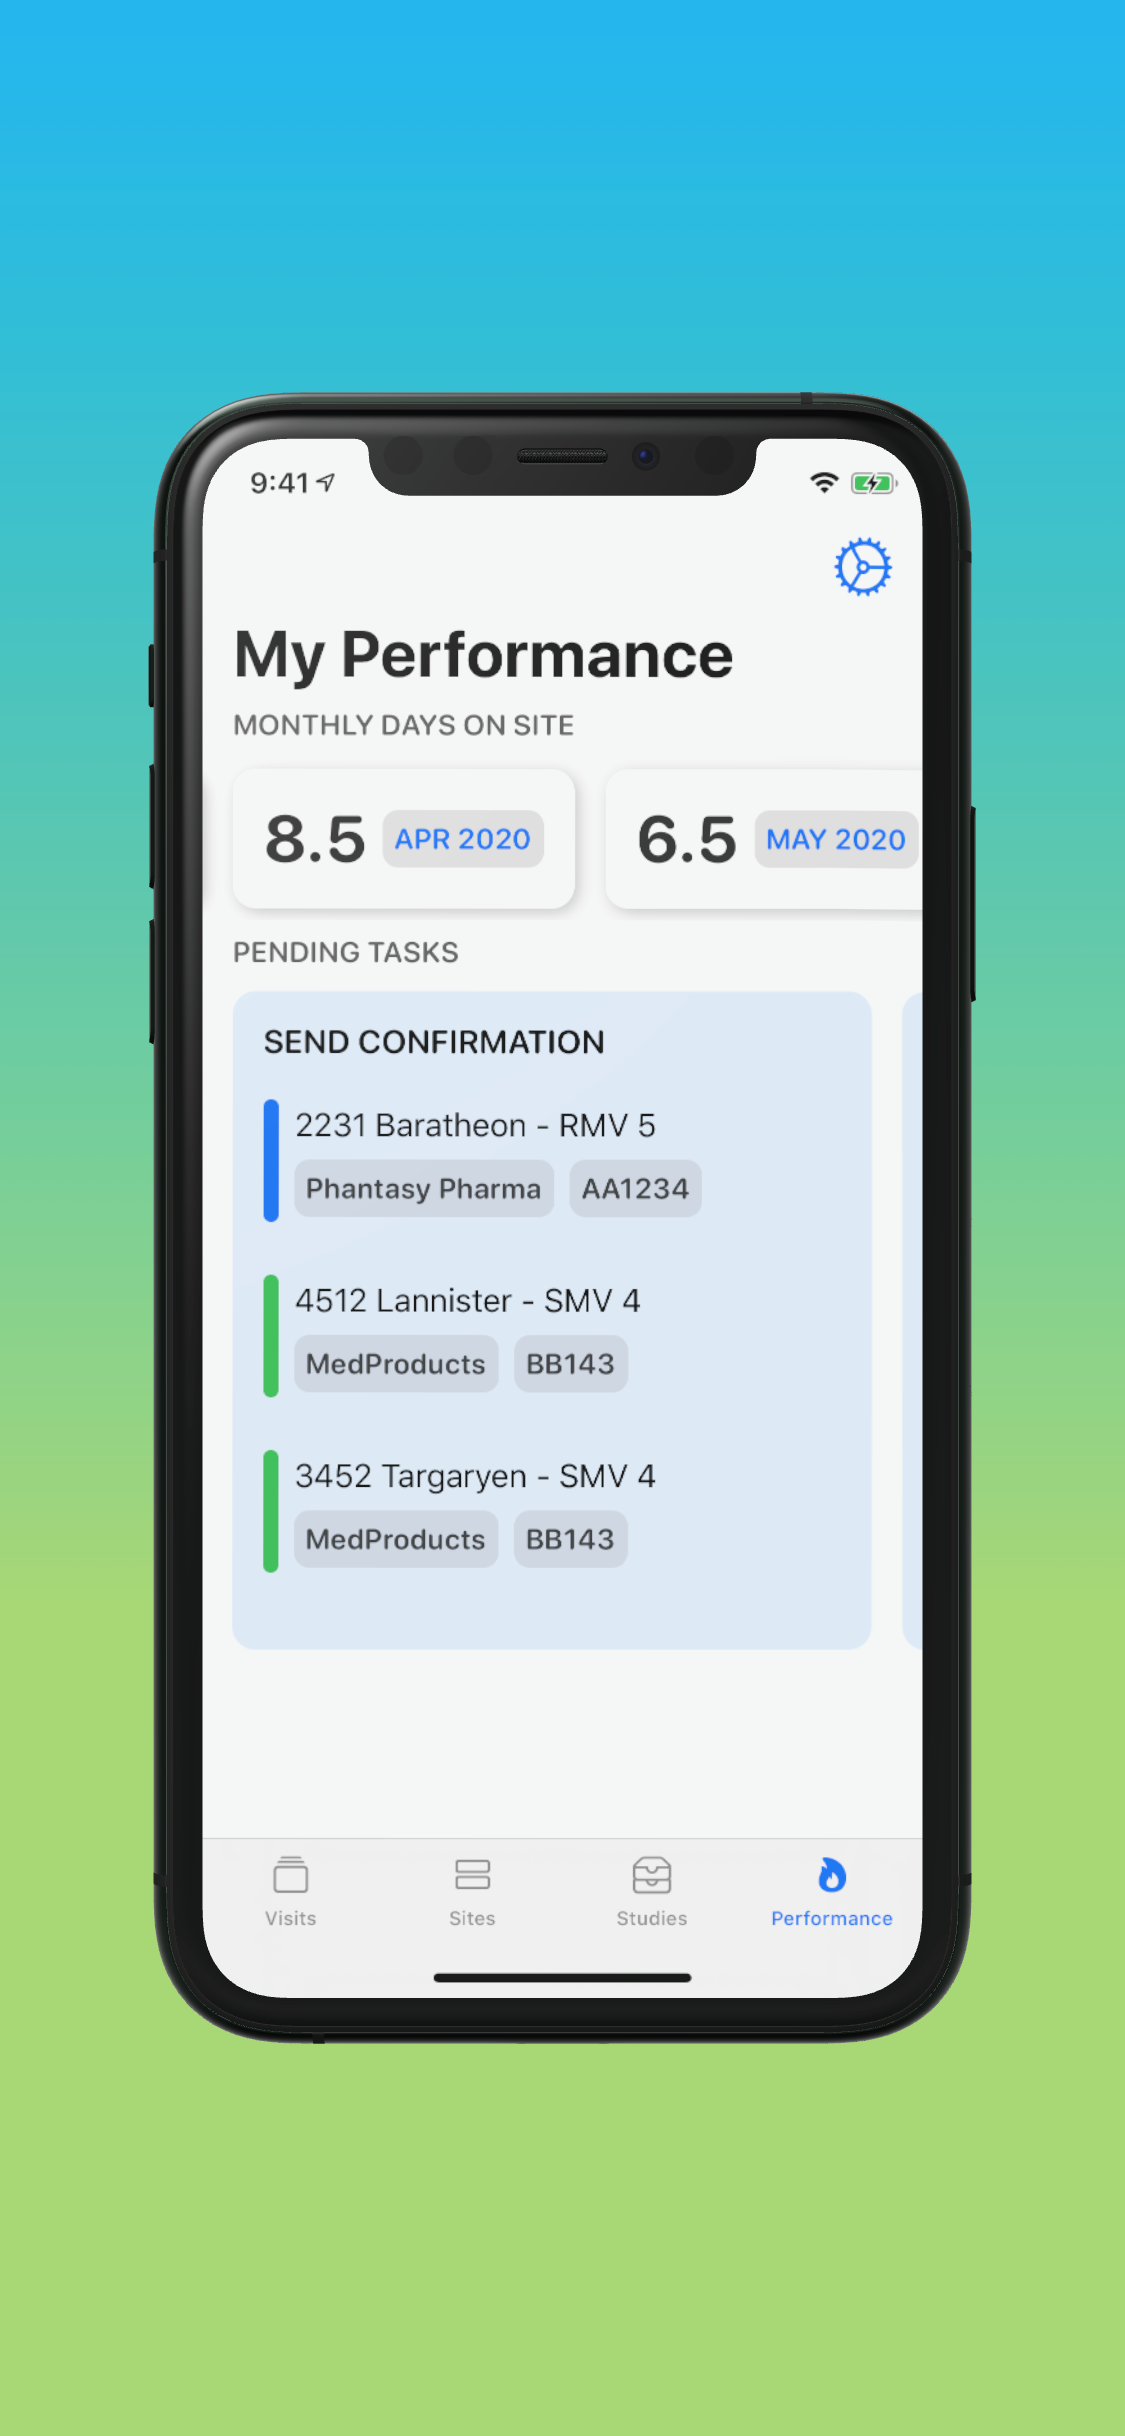 9:41
My Performance
MONTHLY DAYS ON SITE
8.5 APR 2020 6.5 MAY 2020
PENDING TASKS
SEND CONFIRMATION
2231 Baratheon - RMV 5
Phantasy Pharma AA1234
4512 Lannister - SMV 4
MedProducts BB143
3452 Targaryen - SMV 4
MedProducts BB143
Visits Sites Studies Performance